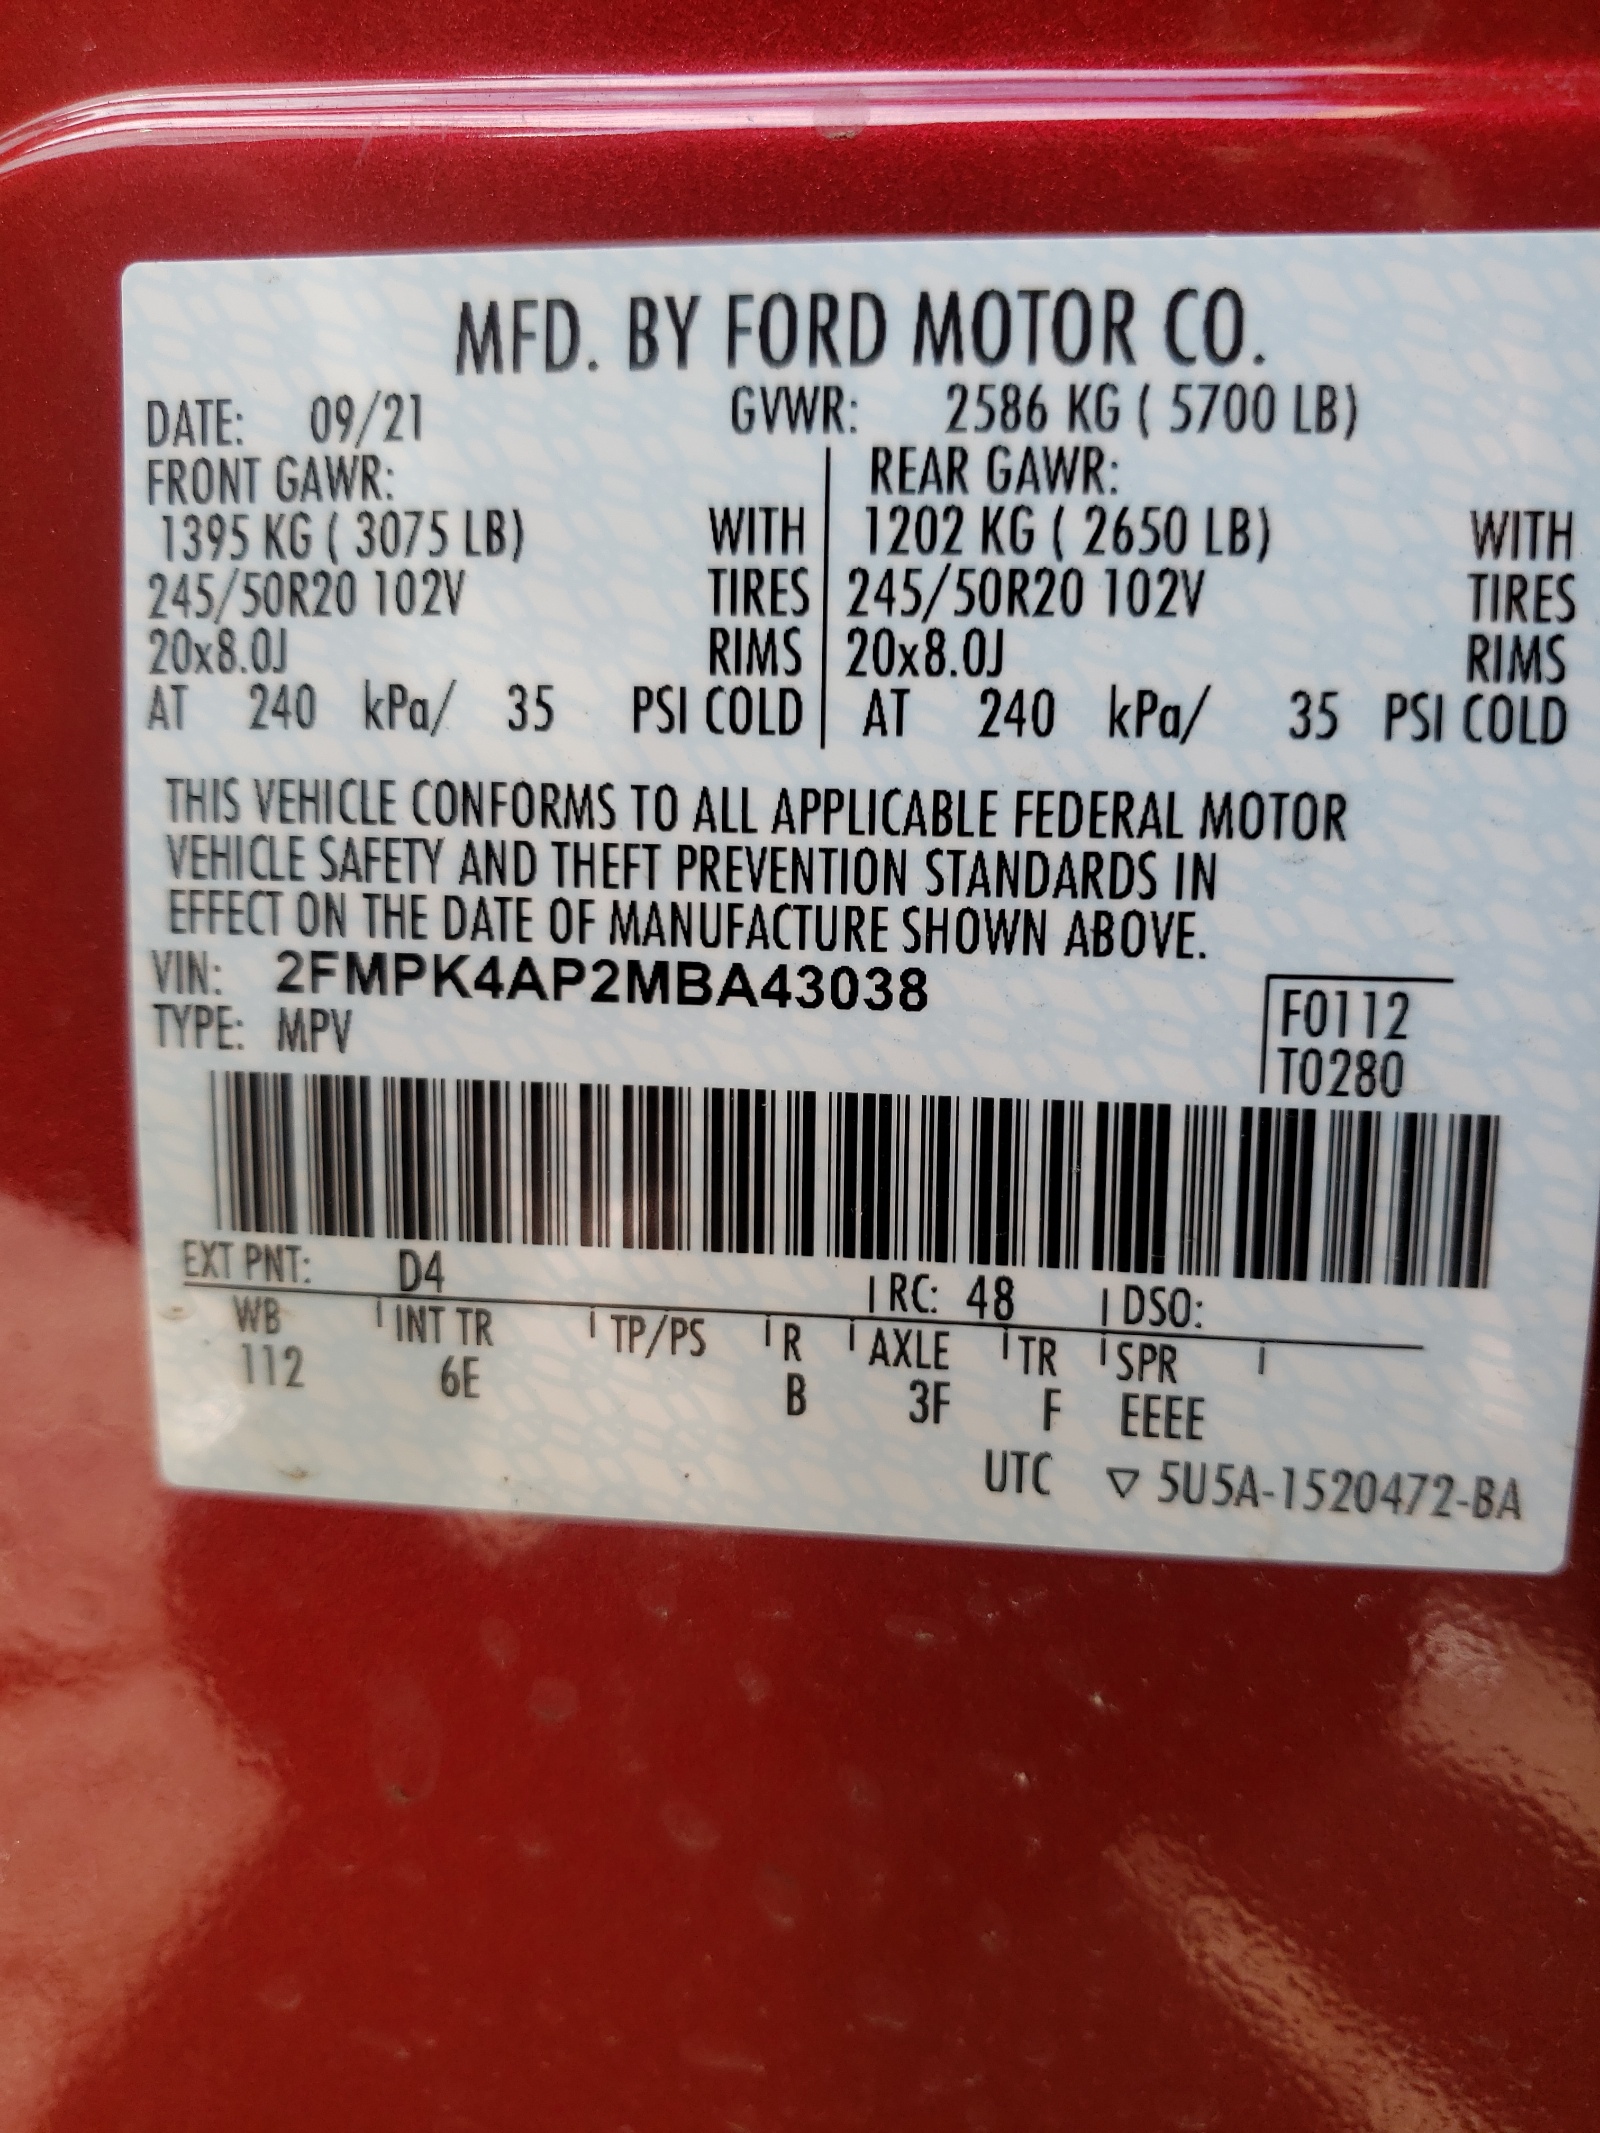 MFD. BY FORD MOTOR CO.
DATE: 09/21 GVWR: 2586 KG ( 5700 LB)
FRONT GAWR: REAR GAWR:
1395 KG ( 3075 LB) WITH 1202 KG ( 2650 LB) WITH
245/50R20 102V TIRES 245/50R20 102V TIRES
20x8.0J RIMS 20x8.0J RIMS
AT 240 kPa/ 35 PSI COLD AT 240 kPa/ 35 PSI COLD
THIS VEHICLE CONFORMS TO ALL APPLICABLE FEDERAL MOTOR
VEHICLE SAFETY AND THEFT PREVENTION STANDARDS IN
EFFECT ON THE DATE OF MANUFACTURE SHOWN ABOVE.
VIN: 2FMPK4AP2MBA43038
TYPE: MPV
F0112
T0280
EXT PNT: D4 RC: 48 DSO:
WB INT TR TP/PS R AXLE TR SPR
112 6E B 3F F EEEE
UTC ▽ 5U5A-1520472-BA